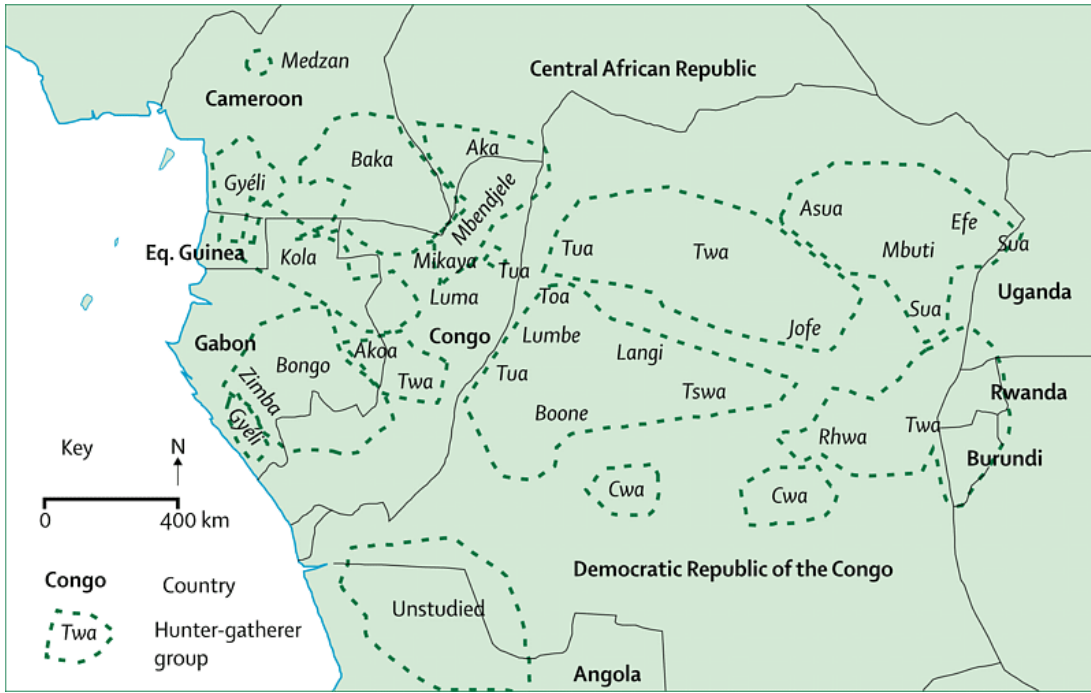 Medzan
Central African Republic
Cameroon
Aka
Baka
Gyéli
Mbendjele
Asua
Efe
Mbuti
Sua
Eq. Guinea
Kola
Mikaya
Tua
Tua
Twa
Luma
Toa
Sua
Uganda
Gabon
Akoa
Congo
Lumbe
Jofe
Bongo
Langi
Zimba
Twa
Tua
Tswa
Rwanda
Gyéli
Boone
Rhwa
Twa
Burundi
Key
N
Cwa
Cwa
0
400 km
Democratic Republic of the Congo
Congo
Country
Unstudied
Twa
Hunter-gatherer
group
Angola